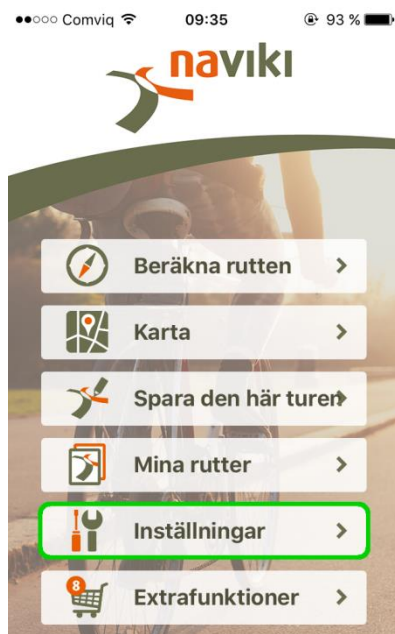 ●●○○○ Comviq 09:35 93 %
naviki
Beräkna rutten
Karta
Spara den här turen
Mina rutter
Inställningar
8
Extrafunktioner